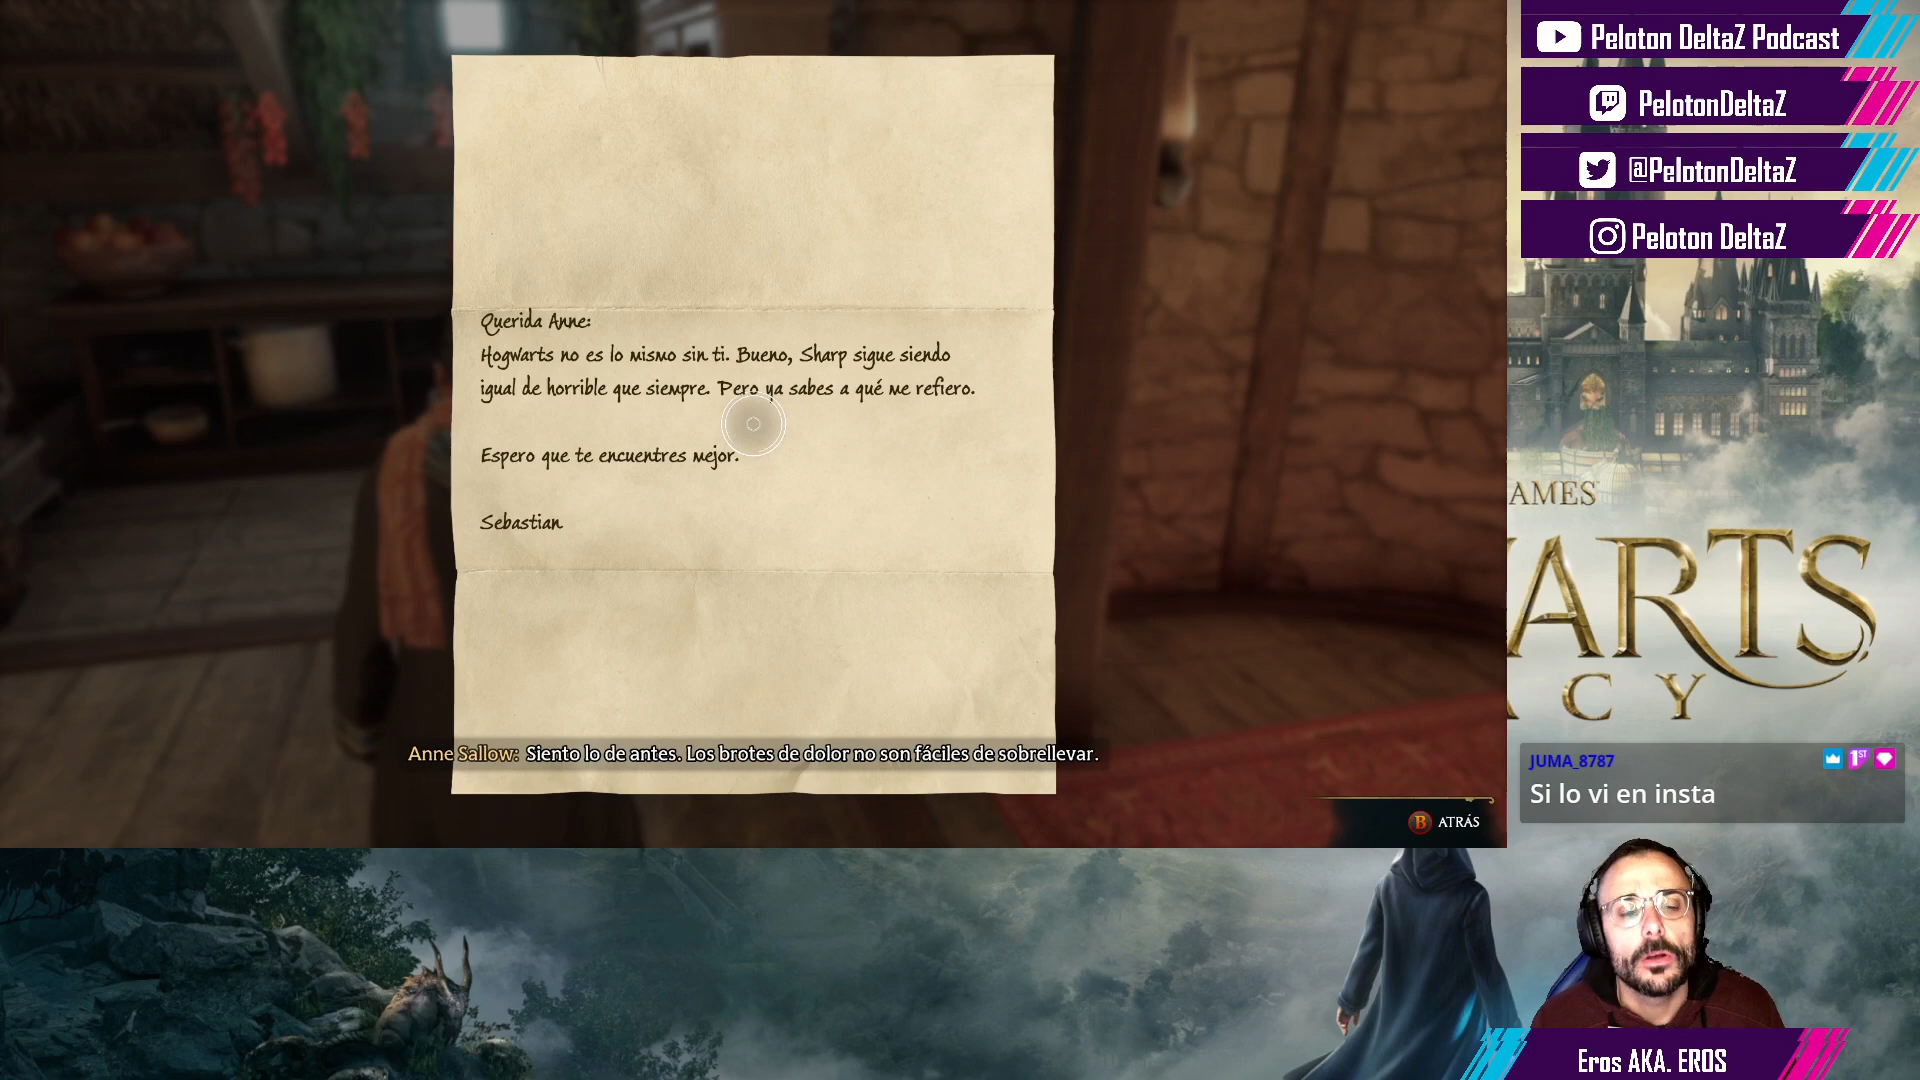 Querida Anne:
Hogwarts no es lo mismo sin ti. Bueno, Sharp sigue siendo
igual de horrible que siempre. Pero ya sabes a qué me refiero.
Espero que te encuentres mejor.
Sebastian
Anne Sallow: Siento lo de antes. Los brotes de dolor no son fáciles de sobrellevar.
B ATRÁS
Peloton DeltaZ Podcast
PelotonDeltaZ
@PelotonDeltaZ
Peloton DeltaZ
AMES
ARTS
CY
JUMA_8787
1ST
Si lo vi en insta
Eros AKA. EROS